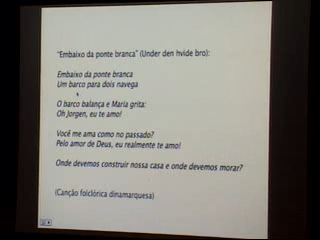 "Embaixo da ponte branca" (Under den hvide bro):
Embaixo da ponte branca
Um barco para dois navega
O barco balança e Maria grita:
Oh Jorgen, eu te amo!
Você me ama como no passado?
Pelo amor de Deus, eu realmente te amo!
Onde devemos construir nossa casa e onde devemos morar?
(Canção folclórica dinamarquesa)